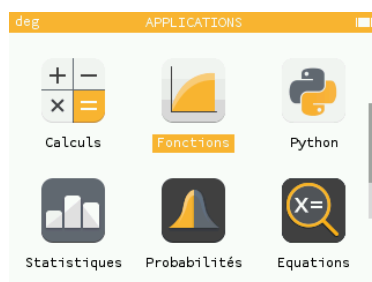 deg APPLICATIONS
Calculs Fonctions Python
Statistiques Probabilités Equations